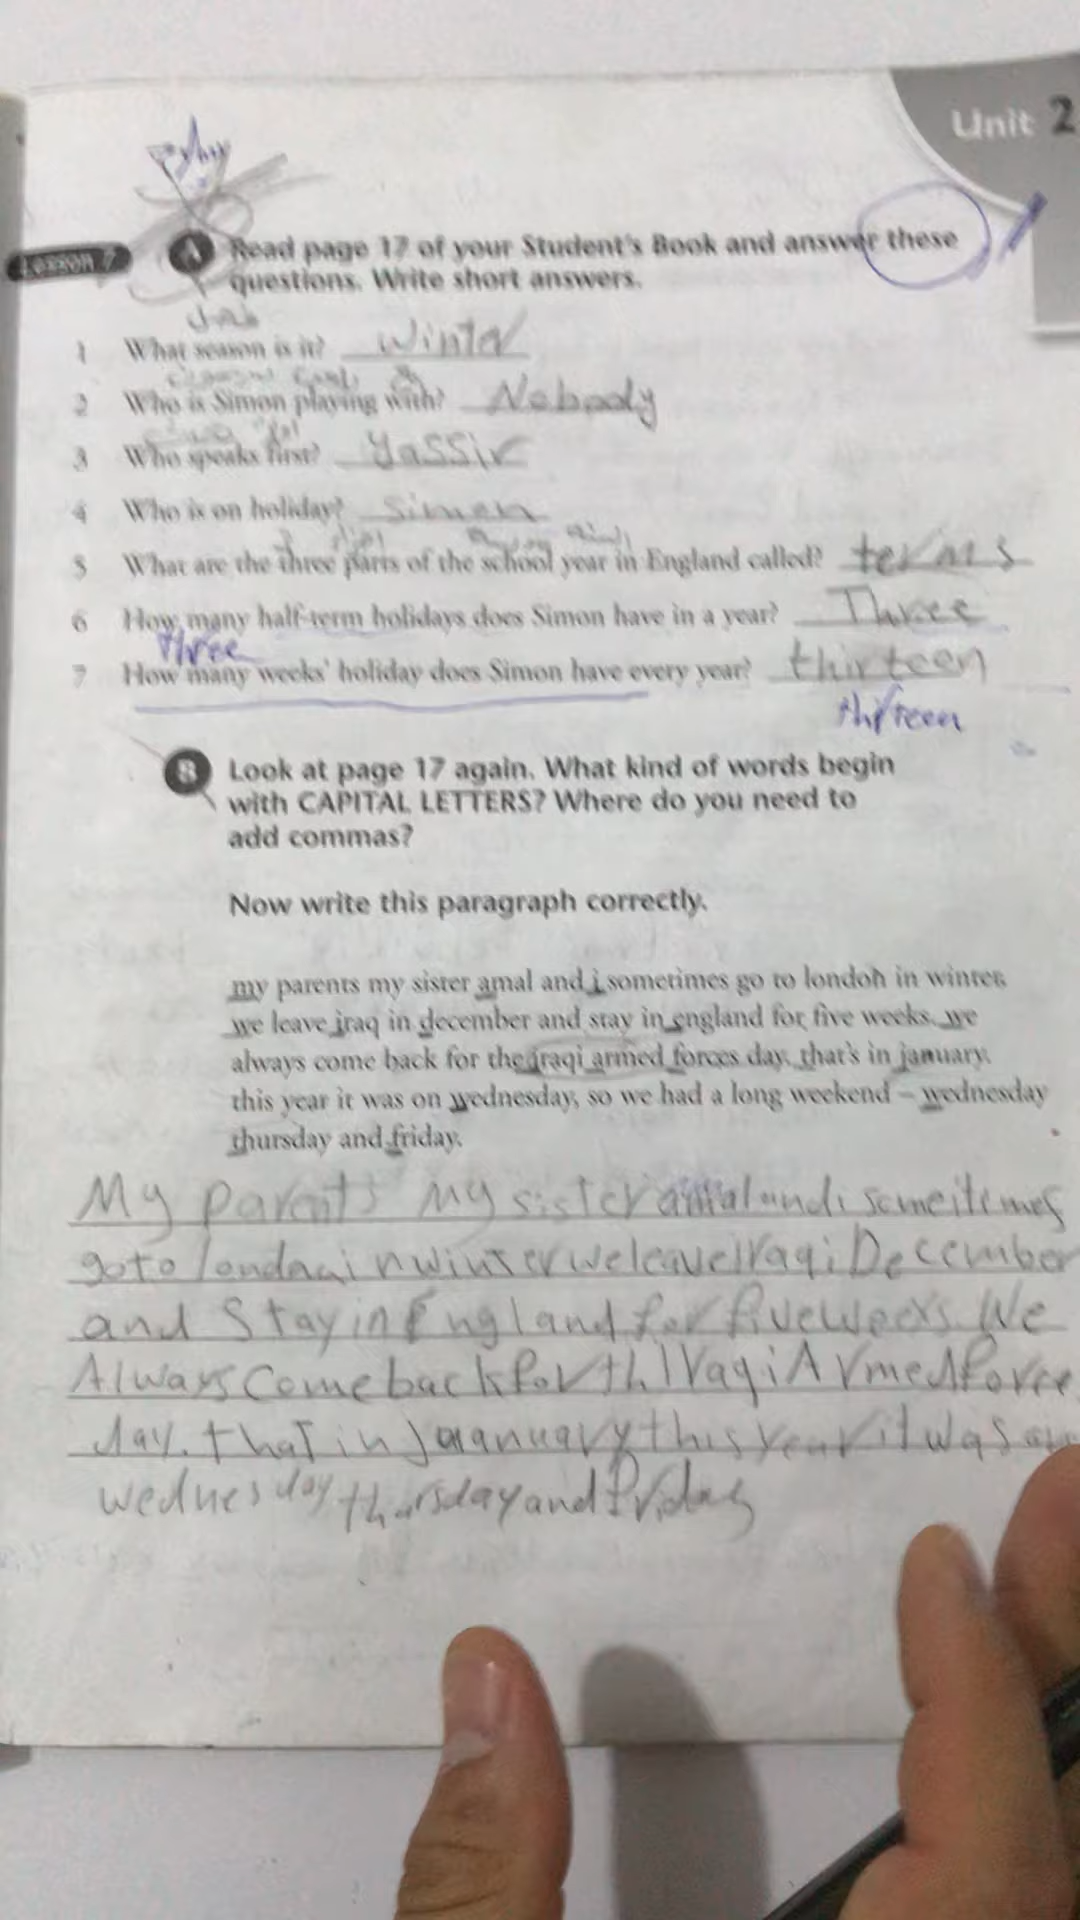 Unit 2
Lesson 7
A Read page 17 of your Student's Book and answer these
questions. Write short answers.
1 What season is it? Winter
2 Who is Simon playing with? Nobody
3 Who speaks first? Yassir
4 Who is on holiday? Simon
5 What are the three parts of the school year in England called? terms
6 How many half-term holidays does Simon have in a year? Three
three
7 How many weeks' holiday does Simon have every year? thirteen
thirteen
B Look at page 17 again. What kind of words begin
with CAPITAL LETTERS? Where do you need to
add commas?
Now write this paragraph correctly.
my parents my sister amal and i sometimes go to london in winter.
we leave iraq in december and stay in england for five weeks. we
always come back for the iraqi armed forces day. that's in january.
this year it was on wednesday, so we had a long weekend – wednesday
thursday and friday.
My parents my sister amal and i someitemes
go to in we leave Iraqi December
and Stay in England for five weeks. We
Always Come back for th IraqiArmed force
day. that in this year it was
wednesday thursday and Friday